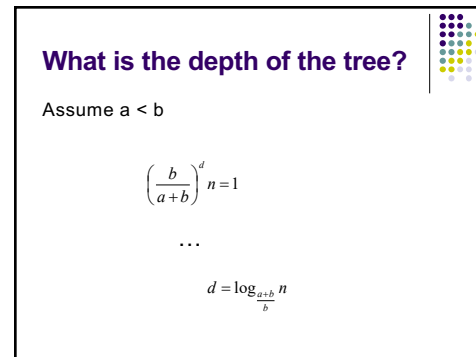 What is the depth of the tree?
Assume a < b
(b/(a+b))^d n = 1
…
d = log_{(a+b)/b} n